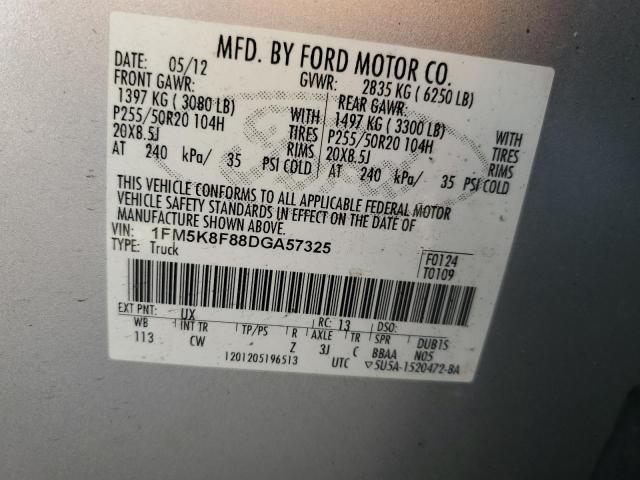 MFD. BY FORD MOTOR CO.
DATE: 05/12 GVWR: 2835 KG ( 6250 LB)
FRONT GAWR: REAR GAWR:
1397 KG ( 3080 LB) WITH 1497 KG ( 3300 LB) WITH
P255/50R20 104H TIRES P255/50R20 104H TIRES
20X8.5J RIMS 20X8.5J RIMS
AT 240 kPa/ 35 PSI COLD AT 240 kPa/ 35 PSI COLD
THIS VEHICLE CONFORMS TO ALL APPLICABLE FEDERAL MOTOR
VEHICLE SAFETY STANDARDS IN EFFECT ON THE DATE OF
MANUFACTURE SHOWN ABOVE.
VIN: 1FM5K8F88DGA57325 F0124
TYPE: Truck T0109
EXT PNT: UX RC: 13 DSO:
WB INT TR TP/PS R AXLE TR SPR DUB1S
113 CW Z 3J C BBAA N05
1201205196513 UTC ▽5U5A-1520472-BA